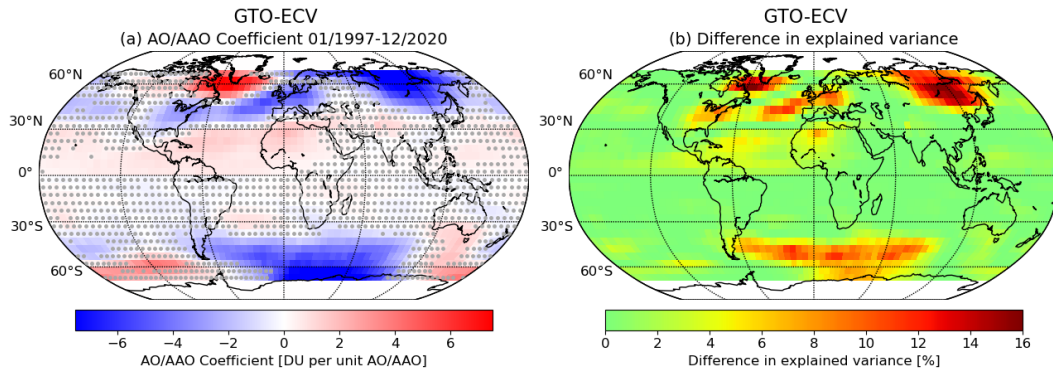 GTO-ECV
(a) AO/AAO Coefficient 01/1997-12/2020
60°N
30°N
0°
30°S
60°S
−6 −4 −2 0 2 4 6
AO/AAO Coefficient [DU per unit AO/AAO]
GTO-ECV
(b) Difference in explained variance
60°N
30°N
0°
30°S
60°S
0 2 4 6 8 10 12 14 16
Difference in explained variance [%]